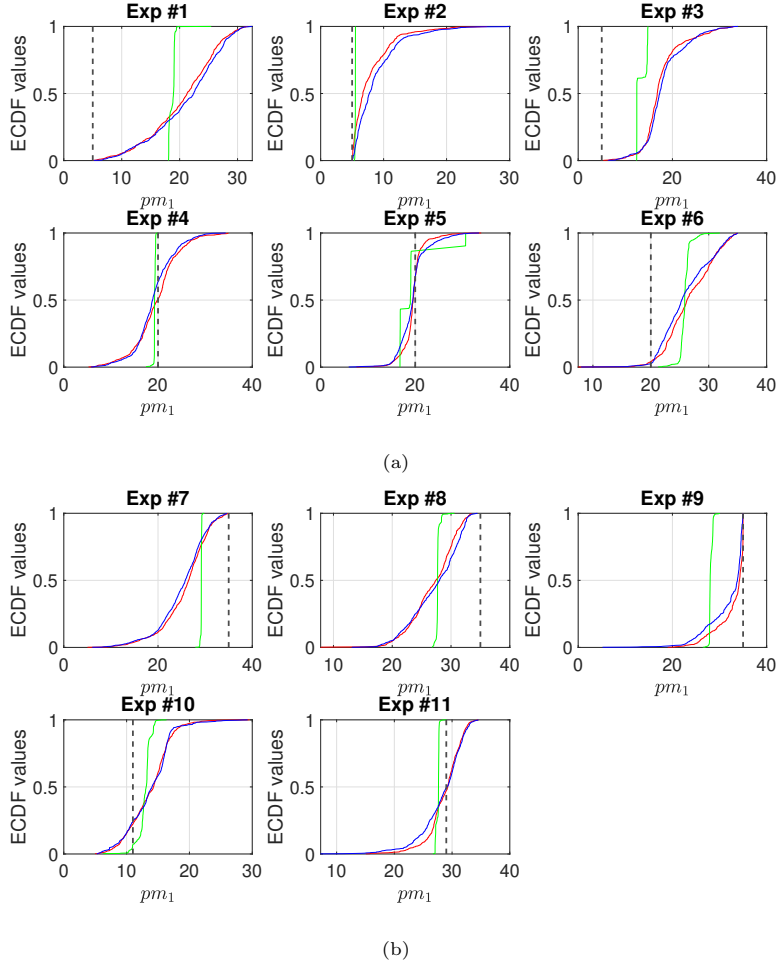 Exp #1 Exp #2 Exp #3
ECDF values ECDF values ECDF values
1 1 1
0.5 0.5 0.5
0 0 0
0 10 20 30 0 10 20 30 0 20 40
pm1 pm1 pm1
Exp #4 Exp #5 Exp #6
ECDF values ECDF values ECDF values
1 1 1
0.5 0.5 0.5
0 0 0
0 20 40 0 20 40 10 20 30 40
pm1 pm1 pm1
(a)
Exp #7 Exp #8 Exp #9
ECDF values ECDF values ECDF values
1 1 1
0.5 0.5 0.5
0 0 0
0 20 40 10 20 30 40 0 20 40
pm1 pm1 pm1
Exp #10 Exp #11
ECDF values ECDF values
1 1
0.5 0.5
0 0
0 10 20 30 10 20 30 40
pm1 pm1
(b)